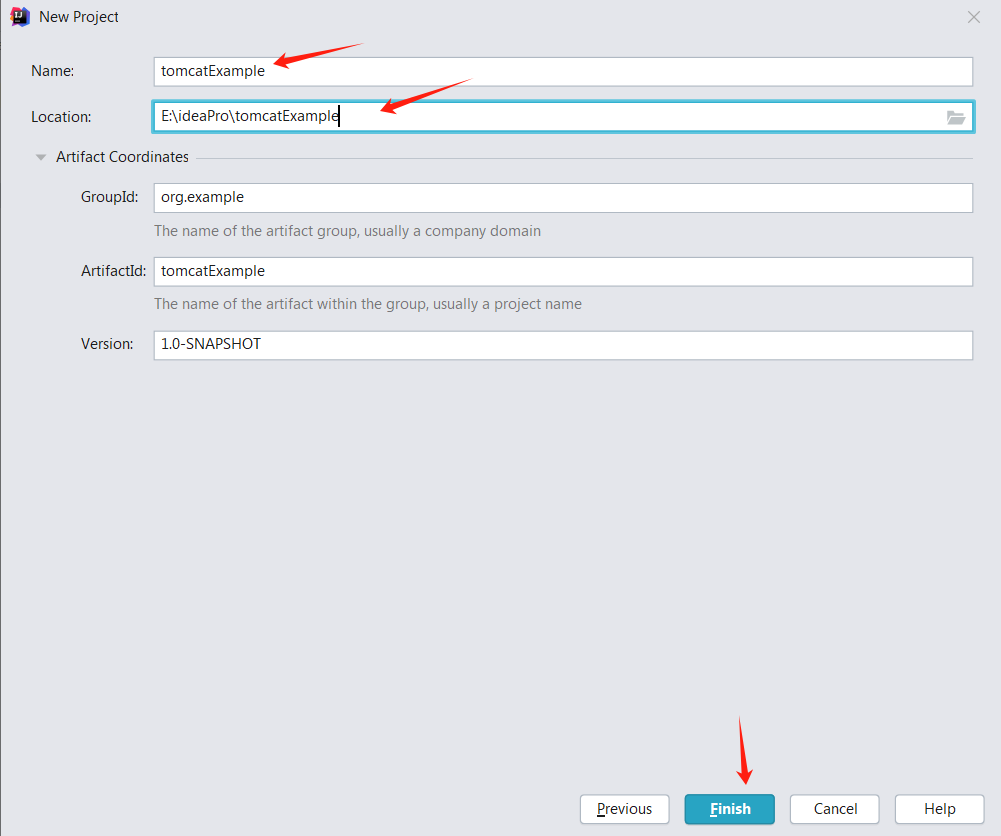 New Project
Name: tomcatExample
Location: E:\ideaPro\tomcatExample
Artifact Coordinates
GroupId: org.example
The name of the artifact group, usually a company domain
ArtifactId: tomcatExample
The name of the artifact within the group, usually a project name
Version: 1.0-SNAPSHOT
Previous Finish Cancel Help